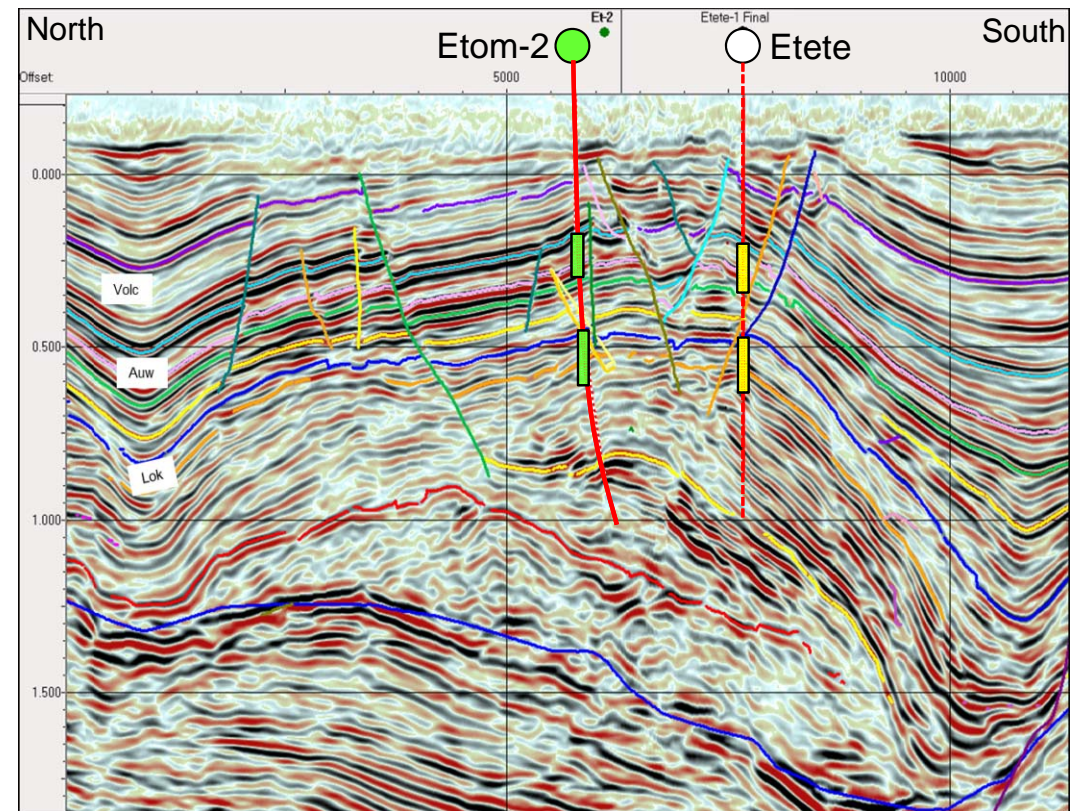 North
Et-2
Etete-1 Final
South
Etom-2
Etete
Offset:
5000
10000
0.000
Volc
Auw
0.500
Lok
1.000
1.500